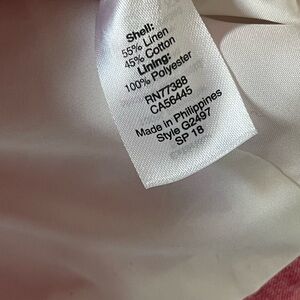 Shell:
55% Linen
45% Cotton
Lining:
100% Polyester
RN77388
CA56445
Made in Philippines
Style G2497
SP 18